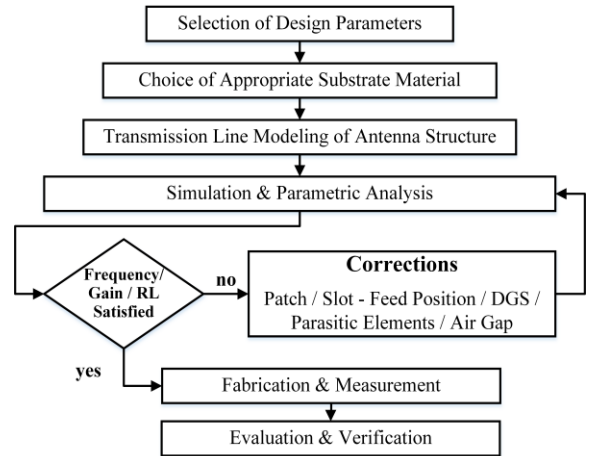 Selection of Design Parameters
Choice of Appropriate Substrate Material
Transmission Line Modeling of Antenna Structure
Simulation & Parametric Analysis
Frequency/
Gain / RL
Satisfied
no
Corrections
Patch / Slot - Feed Position / DGS /
Parasitic Elements / Air Gap
yes
Fabrication & Measurement
Evaluation & Verification